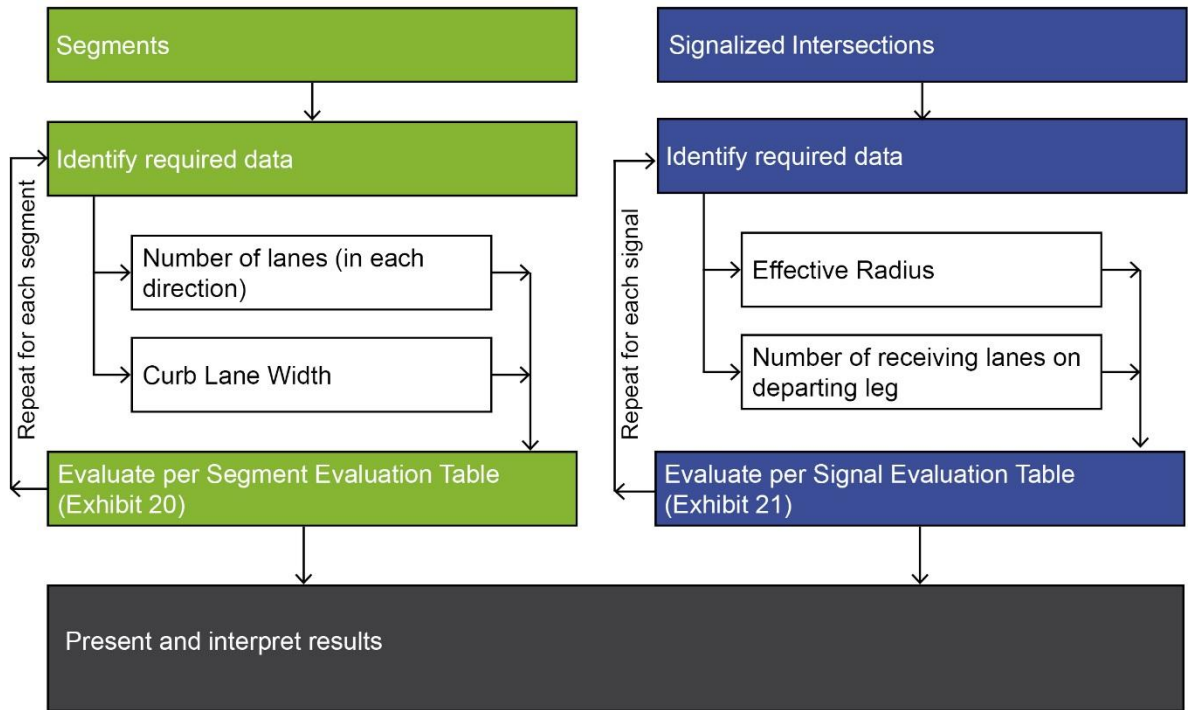 Segments
Identify required data
Repeat for each segment
Number of lanes (in each
direction)
Curb Lane Width
Evaluate per Segment Evaluation Table
(Exhibit 20)
Signalized Intersections
Identify required data
Repeat for each signal
Effective Radius
Number of receiving lanes on
departing leg
Evaluate per Signal Evaluation Table
(Exhibit 21)
Present and interpret results